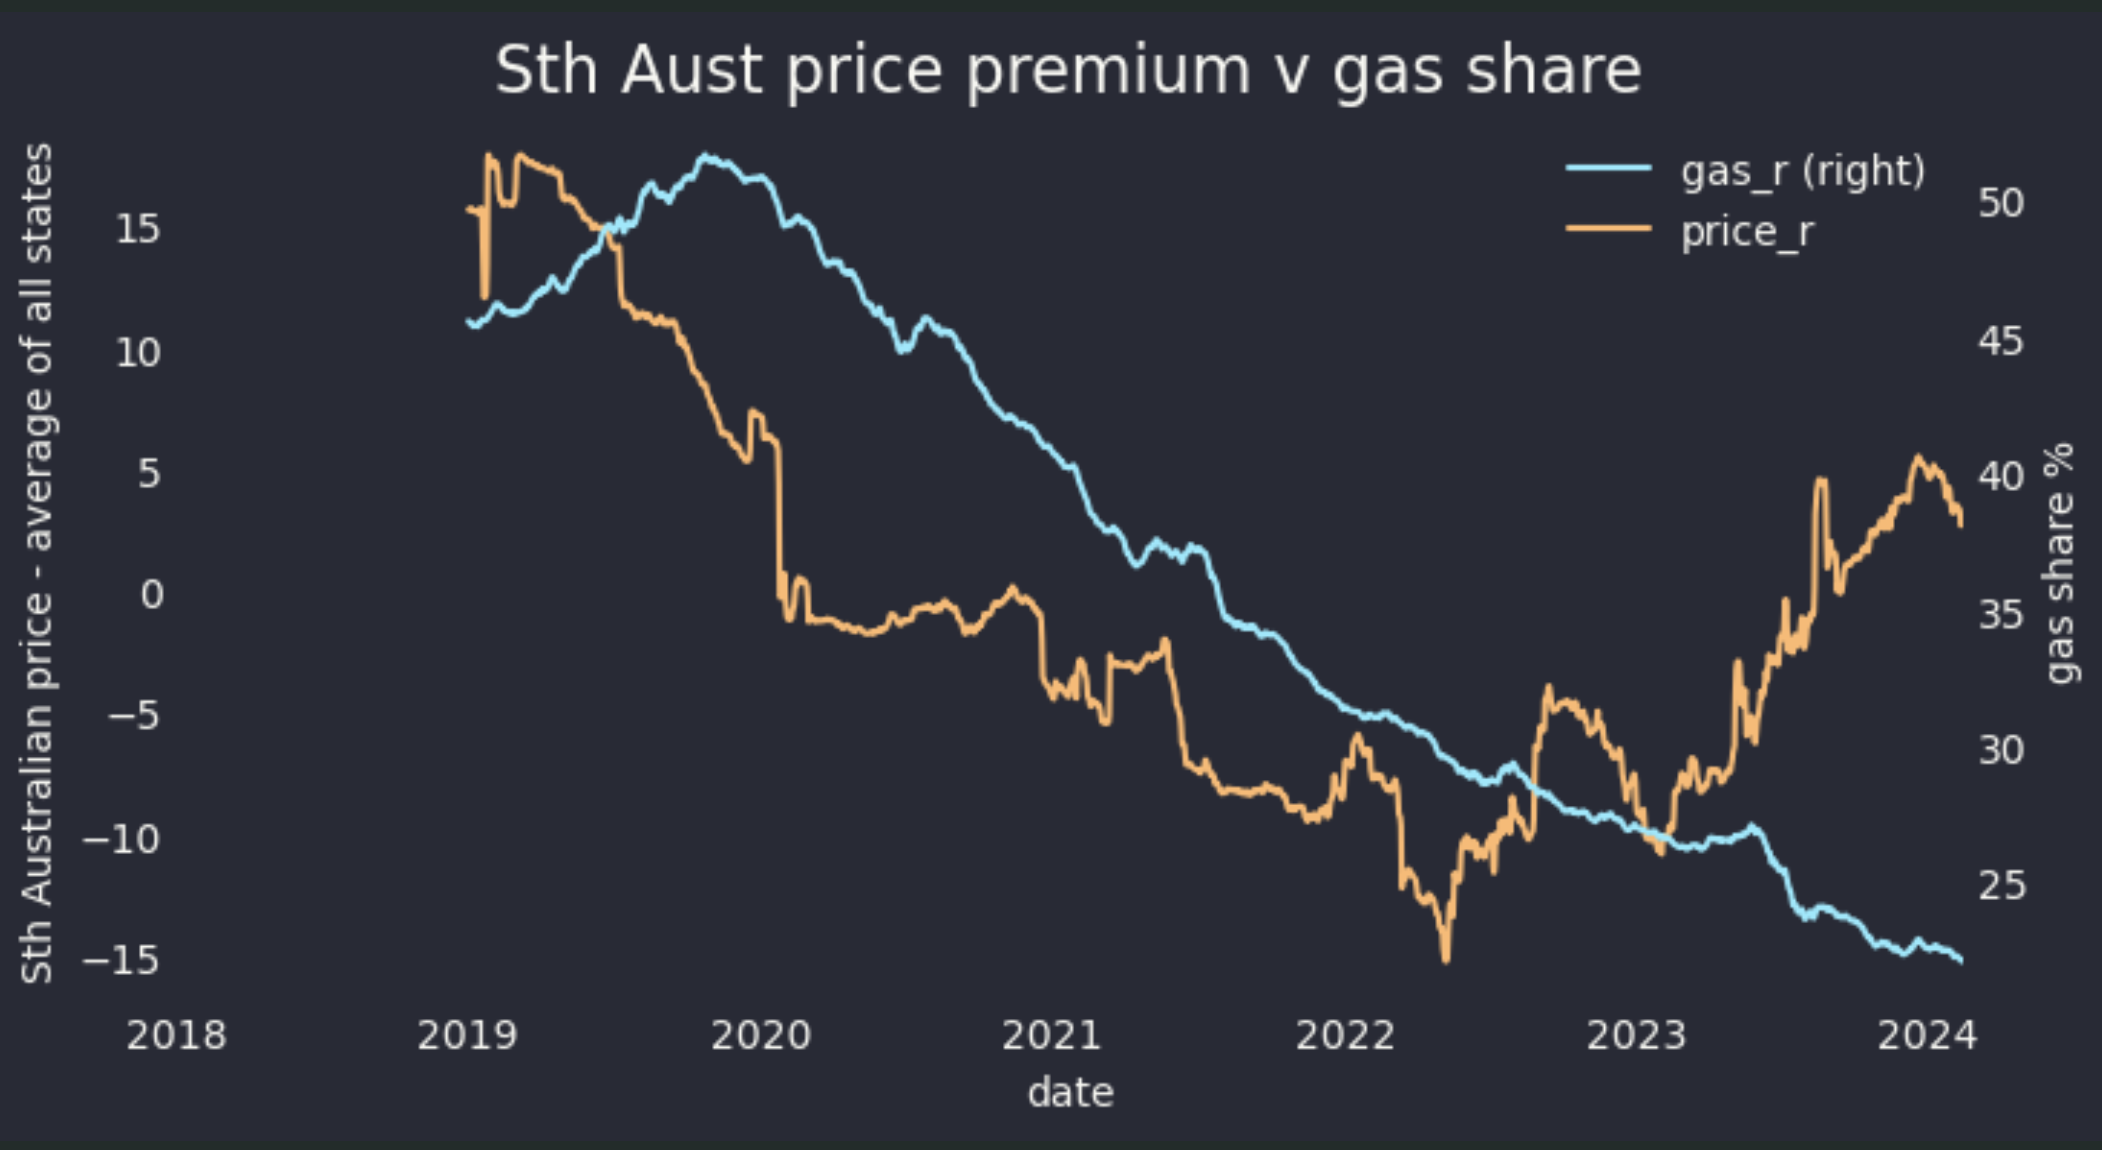 Sth Aust price premium v gas share
gas_r (right)
price_r
Sth Australian price - average of all states
15
10
5
0
−5
−10
−15
50
45
40
35
30
25
gas share %
2018 2019 2020 2021 2022 2023 2024
date